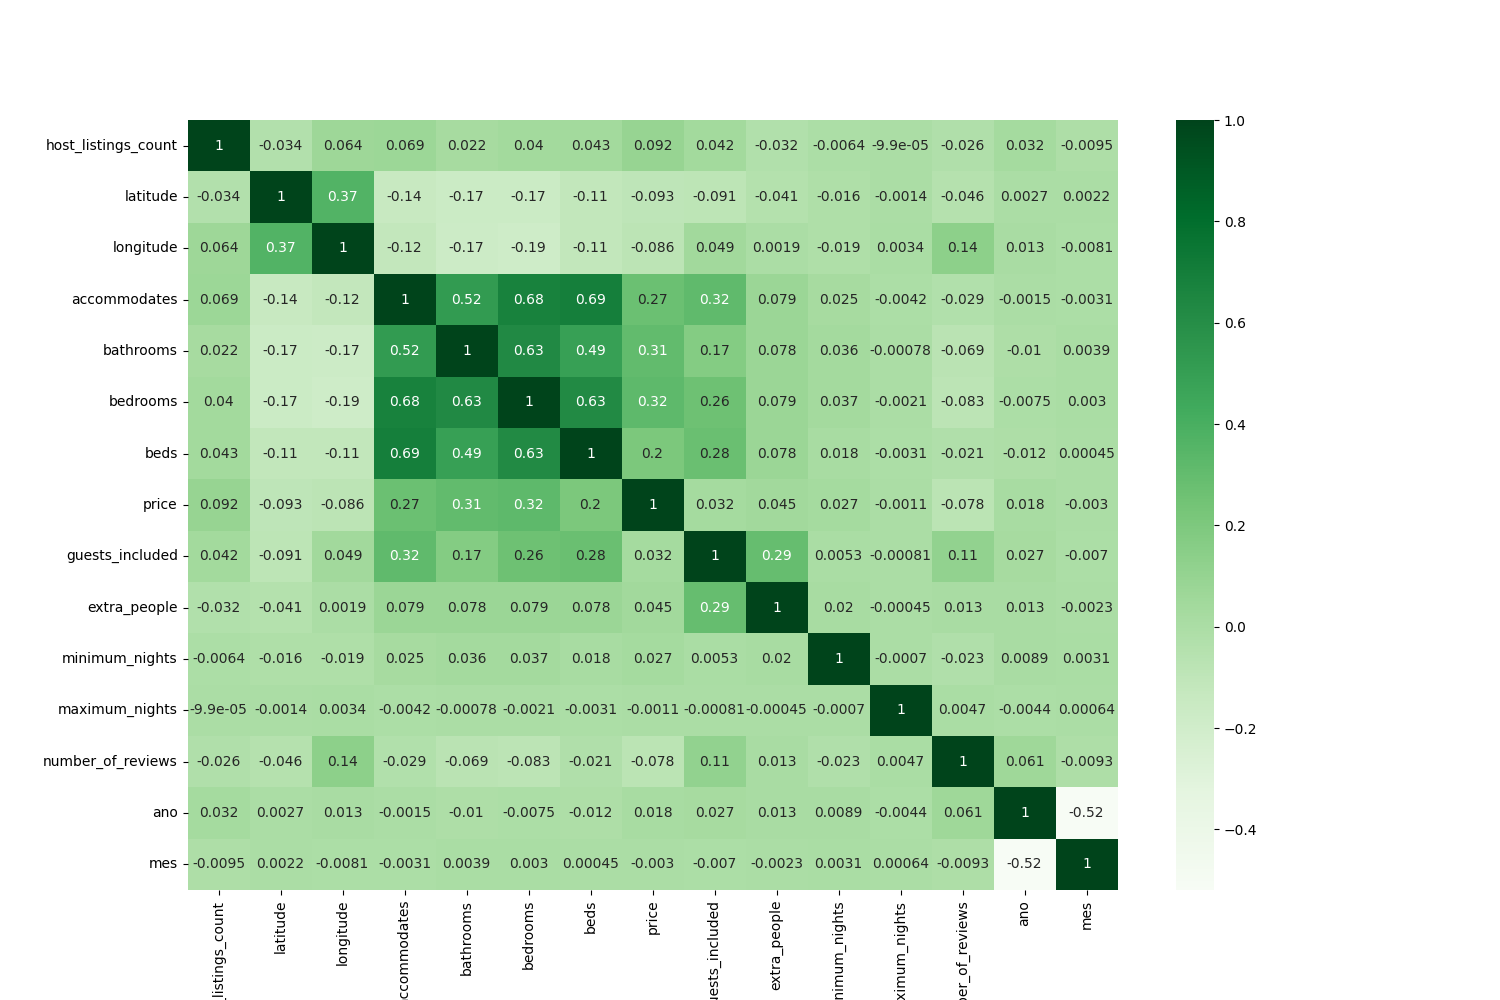 host_listings_count 1 -0.034 0.064 0.069 0.022 0.04 0.043 0.092 0.042 -0.032 -0.0064 -9.9e-05 -0.026 0.032 -0.0095
latitude -0.034 1 0.37 -0.14 -0.17 -0.17 -0.11 -0.093 -0.091 -0.041 -0.016 -0.0014 -0.046 0.0027 0.0022
longitude 0.064 0.37 1 -0.12 -0.17 -0.19 -0.11 -0.086 0.049 0.0019 -0.019 0.0034 0.14 0.013 -0.0081
accommodates 0.069 -0.14 -0.12 1 0.52 0.68 0.69 0.27 0.32 0.079 0.025 -0.0042 -0.029 -0.0015 -0.0031
bathrooms 0.022 -0.17 -0.17 0.52 1 0.63 0.49 0.31 0.17 0.078 0.036 -0.00078 -0.069 -0.01 0.0039
bedrooms 0.04 -0.17 -0.19 0.68 0.63 1 0.63 0.32 0.26 0.079 0.037 -0.0021 -0.083 -0.0075 0.003
beds 0.043 -0.11 -0.11 0.69 0.49 0.63 1 0.2 0.28 0.078 0.018 -0.0031 -0.021 -0.012 0.00045
price 0.092 -0.093 -0.086 0.27 0.31 0.32 0.2 1 0.032 0.045 0.027 -0.0011 -0.078 0.018 -0.003
guests_included 0.042 -0.091 0.049 0.32 0.17 0.26 0.28 0.032 1 0.29 0.0053 -0.00081 0.11 0.027 -0.007
extra_people -0.032 -0.041 0.0019 0.079 0.078 0.079 0.078 0.045 0.29 1 0.02 -0.00045 0.013 0.013 -0.0023
minimum_nights -0.0064 -0.016 -0.019 0.025 0.036 0.037 0.018 0.027 0.0053 0.02 1 -0.0007 -0.023 0.0089 0.0031
maximum_nights -9.9e-05 -0.0014 0.0034 -0.0042 -0.00078 -0.0021 -0.0031 -0.0011 -0.00081 -0.00045 -0.0007 1 0.0047 -0.0044 0.00064
number_of_reviews -0.026 -0.046 0.14 -0.029 -0.069 -0.083 -0.021 -0.078 0.11 0.013 -0.023 0.0047 1 0.061 -0.0093
ano 0.032 0.0027 0.013 -0.0015 -0.01 -0.0075 -0.012 0.018 0.027 0.013 0.0089 -0.0044 0.061 1 -0.52
mes -0.0095 0.0022 -0.0081 -0.0031 0.0039 0.003 0.00045 -0.003 -0.007 -0.0023 0.0031 0.00064 -0.0093 -0.52 1
_listings_count
latitude
longitude
ccommodates
bathrooms
bedrooms
beds
price
uests_included
extra_people
nimum_nights
ximum_nights
ber_of_reviews
ano
mes
1.0
0.8
0.6
0.4
0.2
0.0
−0.2
−0.4